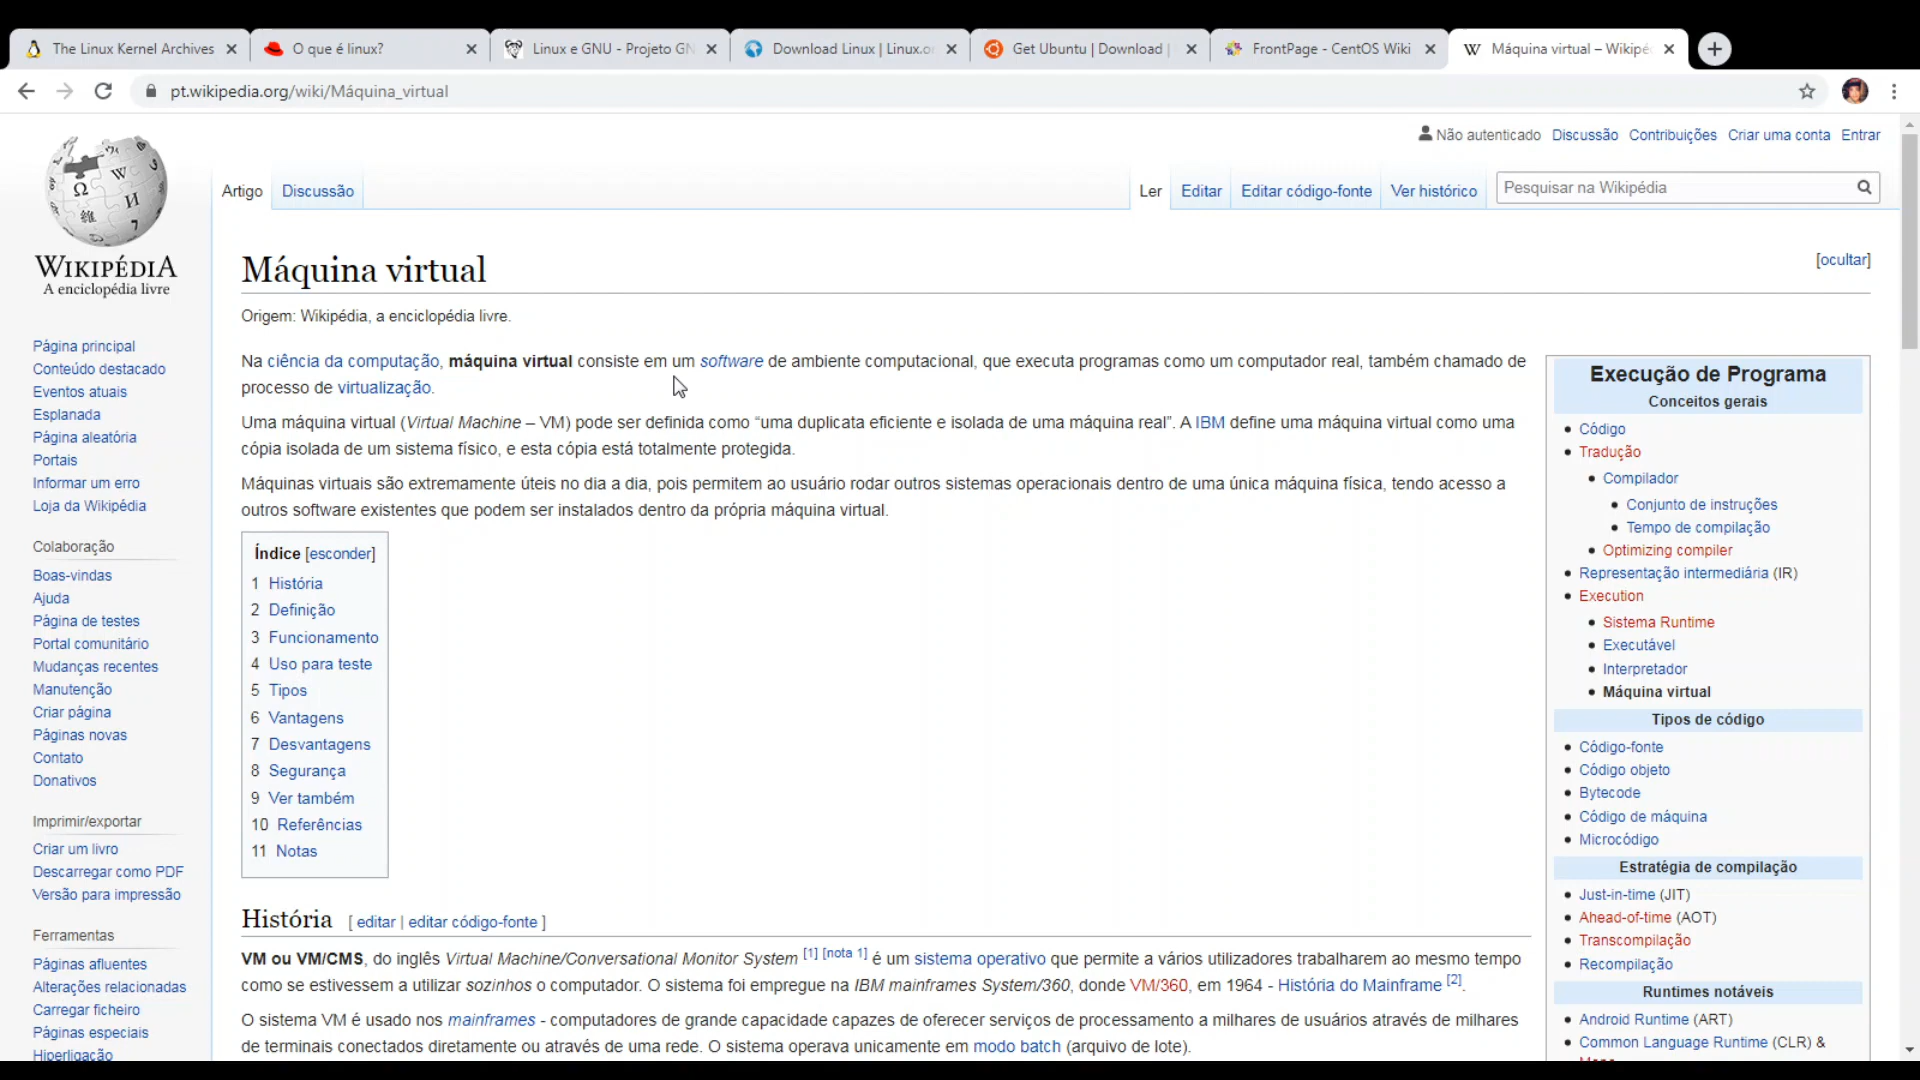 The Linux Kernel Archives
O que é linux?
Linux e GNU - Projeto GN
Download Linux | Linux.o
Get Ubuntu | Download |
FrontPage - CentOS Wiki
Máquina virtual – Wikipé
pt.wikipedia.org/wiki/Máquina_virtual
Não autenticado Discussão Contribuições Criar uma conta Entrar
Artigo Discussão Ler Editar Editar código-fonte Ver histórico Pesquisar na Wikipédia
WIKIPÉDIA
A enciclopédia livre
Página principal
Conteúdo destacado
Eventos atuais
Esplanada
Página aleatória
Portais
Informar um erro
Loja da Wikipédia
Colaboração
Boas-vindas
Ajuda
Página de testes
Portal comunitário
Mudanças recentes
Manutenção
Criar página
Páginas novas
Contato
Donativos
Imprimir/exportar
Criar um livro
Descarregar como PDF
Versão para impressão
Ferramentas
Páginas afluentes
Alterações relacionadas
Carregar ficheiro
Páginas especiais
Hiperligação
Máquina virtual
[ocultar]
Origem: Wikipédia, a enciclopédia livre.
Na ciência da computação, máquina virtual consiste em um software de ambiente computacional, que executa programas como um computador real, também chamado de
processo de virtualização.
Uma máquina virtual (Virtual Machine – VM) pode ser definida como “uma duplicata eficiente e isolada de uma máquina real”. A IBM define uma máquina virtual como uma
cópia isolada de um sistema físico, e esta cópia está totalmente protegida.
Máquinas virtuais são extremamente úteis no dia a dia, pois permitem ao usuário rodar outros sistemas operacionais dentro de uma única máquina física, tendo acesso a
outros software existentes que podem ser instalados dentro da própria máquina virtual.
Índice [esconder]
1 História
2 Definição
3 Funcionamento
4 Uso para teste
5 Tipos
6 Vantagens
7 Desvantagens
8 Segurança
9 Ver também
10 Referências
11 Notas
História [ editar | editar código-fonte ]
VM ou VM/CMS, do inglês Virtual Machine/Conversational Monitor System [1] [nota 1] é um sistema operativo que permite a vários utilizadores trabalharem ao mesmo tempo
como se estivessem a utilizar sozinhos o computador. O sistema foi empregue na IBM mainframes System/360, donde VM/360, em 1964 - História do Mainframe [2].
O sistema VM é usado nos mainframes - computadores de grande capacidade capazes de oferecer serviços de processamento a milhares de usuários através de milhares
de terminais conectados diretamente ou através de uma rede. O sistema operava unicamente em modo batch (arquivo de lote).
Execução de Programa
Conceitos gerais
Código
Tradução
Compilador
Conjunto de instruções
Tempo de compilação
Optimizing compiler
Representação intermediária (IR)
Execution
Sistema Runtime
Executável
Interpretador
Máquina virtual
Tipos de código
Código-fonte
Código objeto
Bytecode
Código de máquina
Microcódigo
Estratégia de compilação
Just-in-time (JIT)
Ahead-of-time (AOT)
Transcompilação
Recompilação
Runtimes notáveis
Android Runtime (ART)
Common Language Runtime (CLR) &